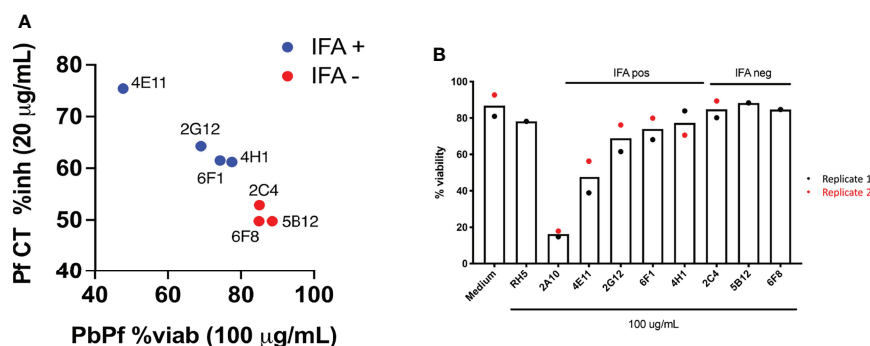 A
IFA +
IFA -
Pf CT %inh (20 µg/mL)
80
70
60
50
40
4E11
2G12
6F1
4H1
2C4
6F8
5B12
40 60 80 100
PbPf %viab (100 µg/mL)
B
IFA pos IFA neg
% viability
100
80
60
40
20
0
Medium RH5 2A10 4E11 2G12 6F1 4H1 2C4 5B12 6F8
100 ug/mL
Replicate 1
Replicate 2